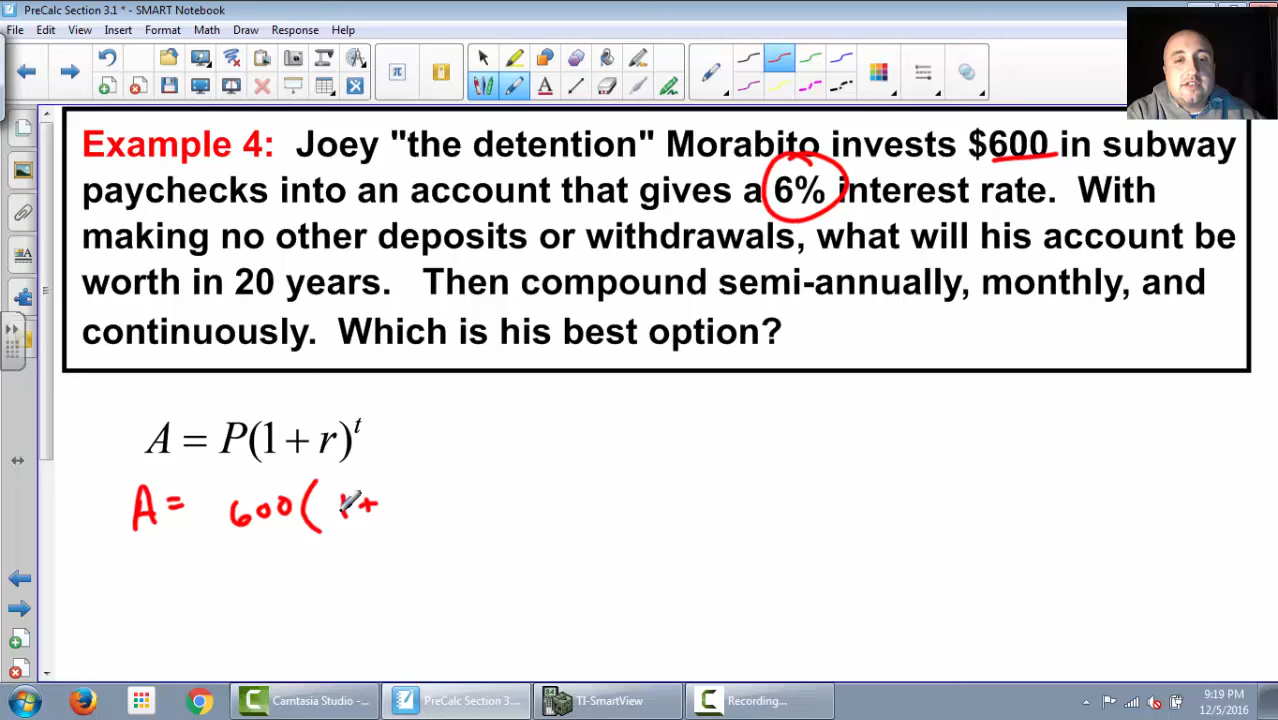 PreCalc Section 3.1 * - SMART Notebook
File Edit View Insert Format Math Draw Response Help
Example 4: Joey "the detention" Morabito invests $600 in subway
paychecks into an account that gives a 6% interest rate. With
making no other deposits or withdrawals, what will his account be
worth in 20 years. Then compound semi-annually, monthly, and
continuously. Which is his best option?
A = P(1 + r)^t
A = 600( 1+
Camtasia Studio -... PreCalc Section 3.... TI-SmartView Recording...
9:19 PM
12/5/2016